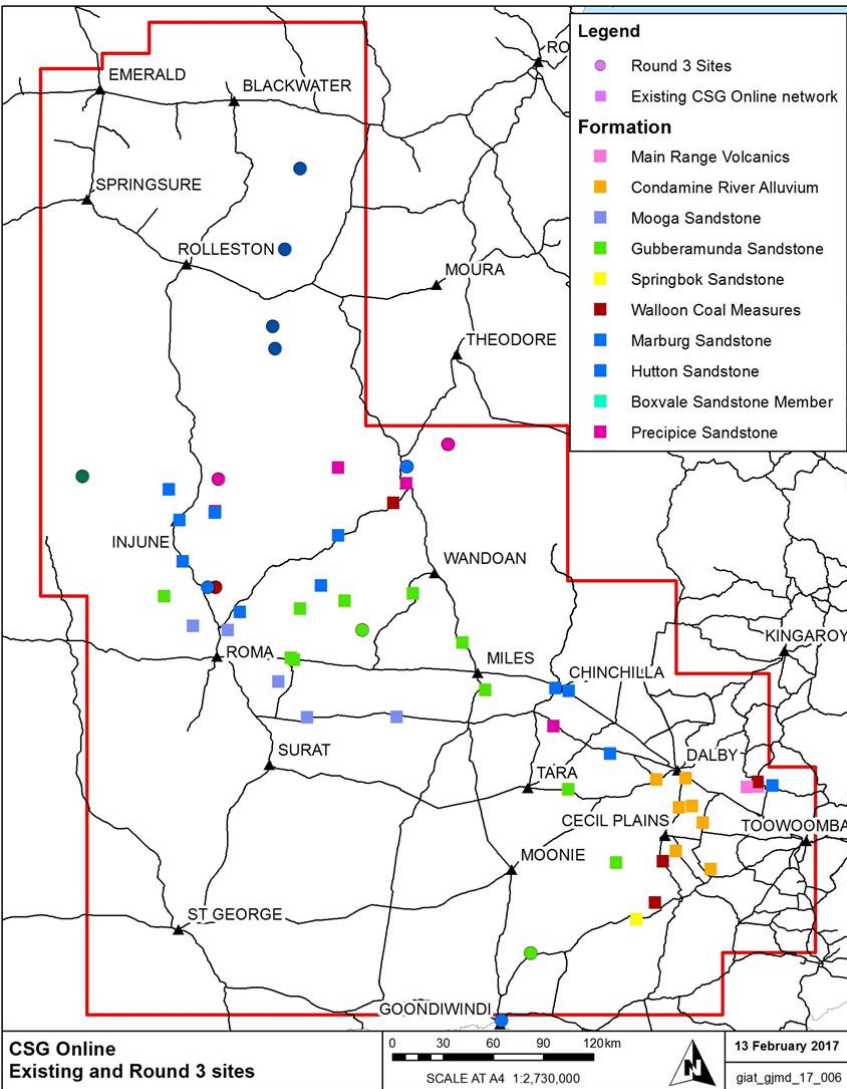 Legend
Round 3 Sites
Existing CSG Online network
Formation
Main Range Volcanics
Condamine River Alluvium
Mooga Sandstone
Gubberamunda Sandstone
Springbok Sandstone
Walloon Coal Measures
Marburg Sandstone
Hutton Sandstone
Boxvale Sandstone Member
Precipice Sandstone
RO
EMERALD
BLACKWATER
SPRINGSURE
ROLLESTON
MOURA
THEODORE
INJUNE
WANDOAN
KINGAROY
ROMA
MILES
CHINCHILLA
SURAT
DALBY
TARA
CECIL PLAINS
TOOWOOMBA
MOONIE
ST GEORGE
GOONDIWINDI
CSG Online
Existing and Round 3 sites
0 30 60 90 120km
SCALE AT A4 1:2,730,000
N
13 February 2017
giat_gjmd_17_006